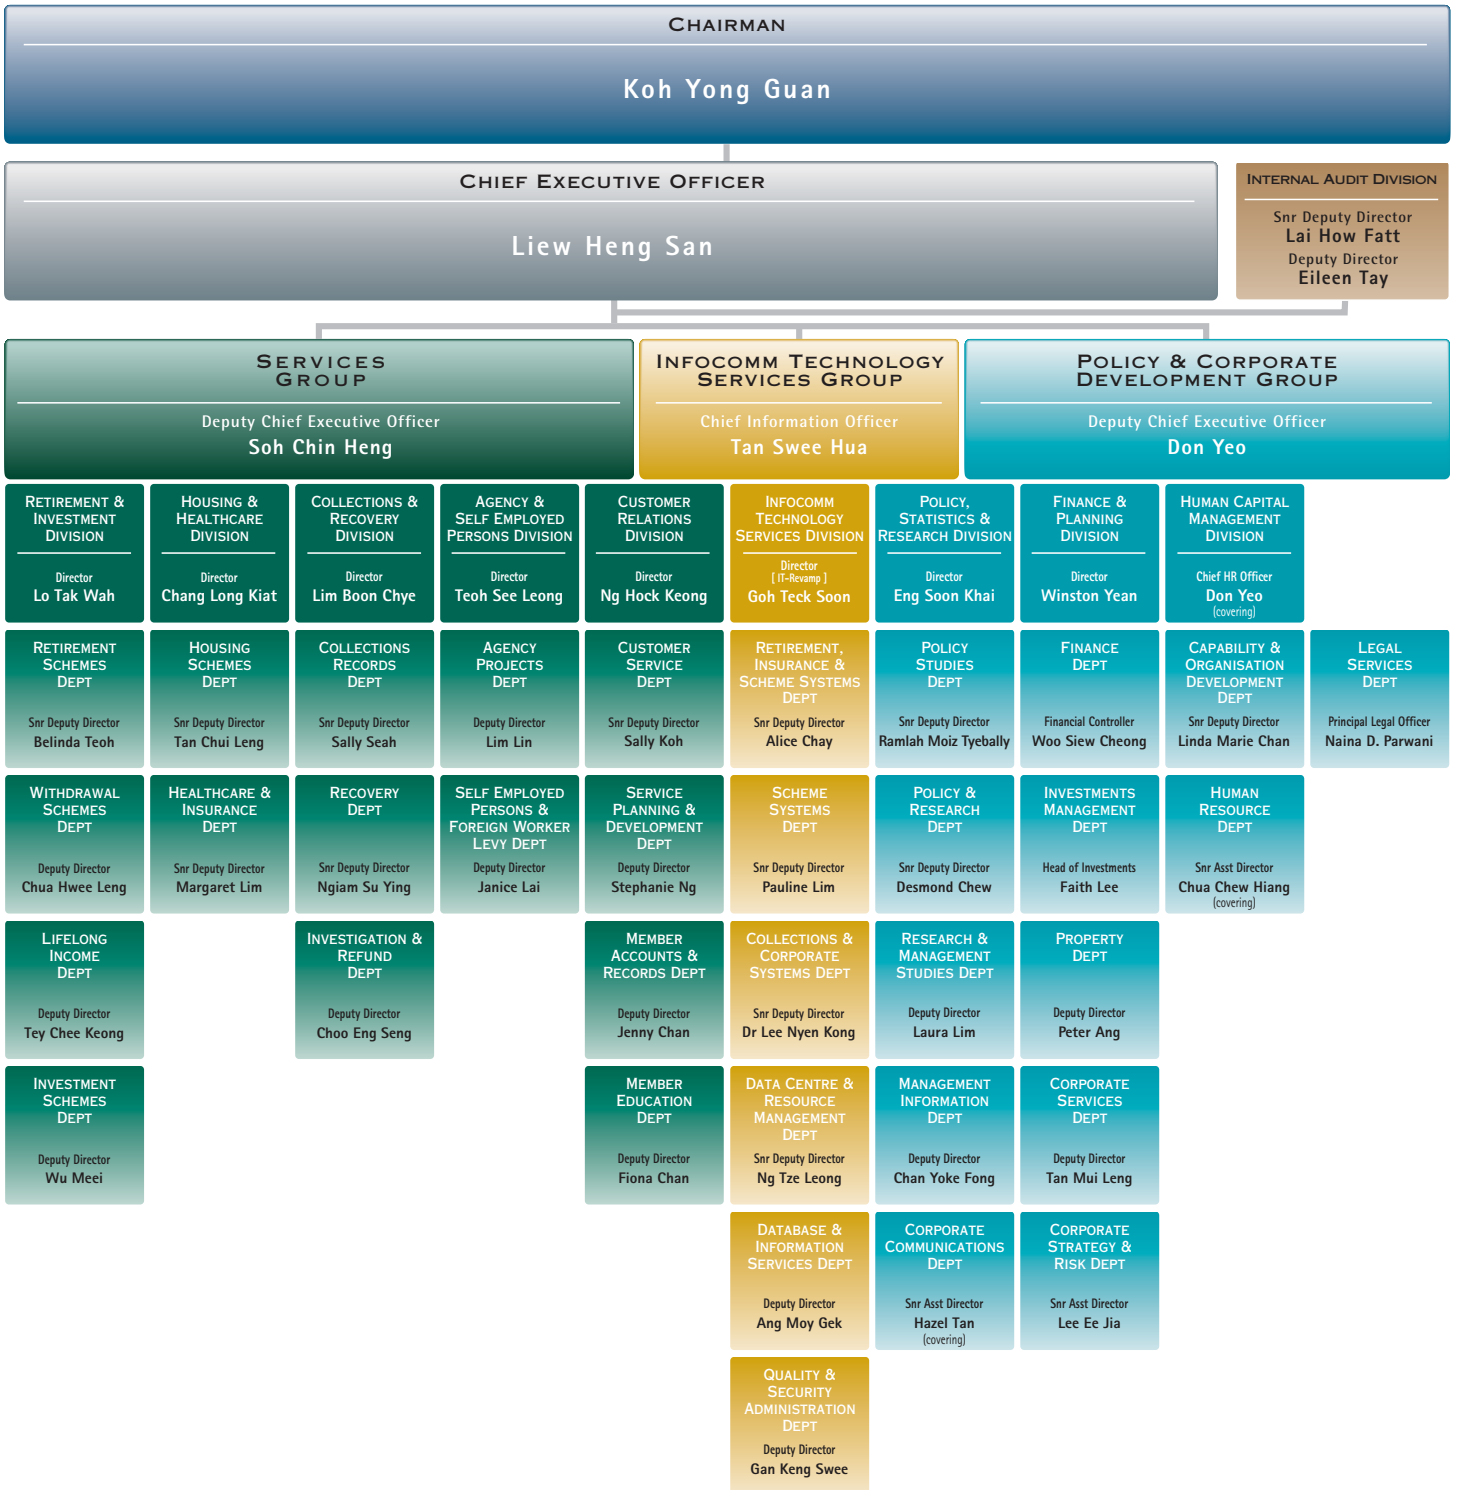 CHAIRMAN
Koh Yong Guan
CHIEF EXECUTIVE OFFICER
Liew Heng San
INTERNAL AUDIT DIVISION
Snr Deputy Director
Lai How Fatt
Deputy Director
Eileen Tay
SERVICES
GROUP
Deputy Chief Executive Officer
Soh Chin Heng
INFOCOMM TECHNOLOGY
SERVICES GROUP
Chief Information Officer
Tan Swee Hua
POLICY & CORPORATE
DEVELOPMENT GROUP
Deputy Chief Executive Officer
Don Yeo
RETIREMENT &
INVESTMENT
DIVISION
Director
Lo Tak Wah
HOUSING &
HEALTHCARE
DIVISION
Director
Chang Long Kiat
COLLECTIONS &
RECOVERY
DIVISION
Director
Lim Boon Chye
AGENCY &
SELF EMPLOYED
PERSONS DIVISION
Director
Teoh See Leong
CUSTOMER
RELATIONS
DIVISION
Director
Ng Hock Keong
INFOCOMM
TECHNOLOGY
SERVICES DIVISION
Director
[ IT-Revamp ]
Goh Teck Soon
POLICY,
STATISTICS &
RESEARCH DIVISION
Director
Eng Soon Khai
FINANCE &
PLANNING
DIVISION
Director
Winston Yean
HUMAN CAPITAL
MANAGEMENT
DIVISION
Chief HR Officer
Don Yeo
(covering)
RETIREMENT
SCHEMES
DEPT
Snr Deputy Director
Belinda Teoh
HOUSING
SCHEMES
DEPT
Snr Deputy Director
Tan Chui Leng
COLLECTIONS
RECORDS
DEPT
Snr Deputy Director
Sally Seah
AGENCY
PROJECTS
DEPT
Deputy Director
Lim Lin
CUSTOMER
SERVICE
DEPT
Snr Deputy Director
Sally Koh
RETIREMENT,
INSURANCE &
SCHEME SYSTEMS
DEPT
Snr Deputy Director
Alice Chay
POLICY
STUDIES
DEPT
Snr Deputy Director
Ramlah Moiz Tyebally
FINANCE
DEPT
Financial Controller
Woo Siew Cheong
CAPABILITY &
ORGANISATION
DEVELOPMENT
DEPT
Snr Deputy Director
Linda Marie Chan
LEGAL
SERVICES
DEPT
Principal Legal Officer
Naina D. Parwani
WITHDRAWAL
SCHEMES
DEPT
Deputy Director
Chua Hwee Leng
HEALTHCARE &
INSURANCE
DEPT
Snr Deputy Director
Margaret Lim
RECOVERY
DEPT
Snr Deputy Director
Ngiam Su Ying
SELF EMPLOYED
PERSONS &
FOREIGN WORKER
LEVY DEPT
Deputy Director
Janice Lai
SERVICE
PLANNING &
DEVELOPMENT
DEPT
Deputy Director
Stephanie Ng
SCHEME
SYSTEMS
DEPT
Snr Deputy Director
Pauline Lim
POLICY &
RESEARCH
DEPT
Snr Deputy Director
Desmond Chew
INVESTMENTS
MANAGEMENT
DEPT
Head of Investments
Faith Lee
HUMAN
RESOURCE
DEPT
Snr Asst Director
Chua Chew Hiang
(covering)
LIFELONG
INCOME
DEPT
Deputy Director
Tey Chee Keong
INVESTIGATION &
REFUND
DEPT
Deputy Director
Choo Eng Seng
MEMBER
ACCOUNTS &
RECORDS DEPT
Deputy Director
Jenny Chan
COLLECTIONS &
CORPORATE
SYSTEMS DEPT
Snr Deputy Director
Dr Lee Nyen Kong
RESEARCH &
MANAGEMENT
STUDIES DEPT
Deputy Director
Laura Lim
PROPERTY
DEPT
Deputy Director
Peter Ang
INVESTMENT
SCHEMES
DEPT
Deputy Director
Wu Meei
MEMBER
EDUCATION
DEPT
Deputy Director
Fiona Chan
DATA CENTRE &
RESOURCE
MANAGEMENT
DEPT
Snr Deputy Director
Ng Tze Leong
MANAGEMENT
INFORMATION
DEPT
Deputy Director
Chan Yoke Fong
CORPORATE
SERVICES
DEPT
Deputy Director
Tan Mui Leng
DATABASE &
INFORMATION
SERVICES DEPT
Deputy Director
Ang Moy Gek
CORPORATE
COMMUNICATIONS
DEPT
Snr Asst Director
Hazel Tan
(covering)
CORPORATE
STRATEGY &
RISK DEPT
Snr Asst Director
Lee Ee Jia
QUALITY &
SECURITY
ADMINISTRATION
DEPT
Deputy Director
Gan Keng Swee